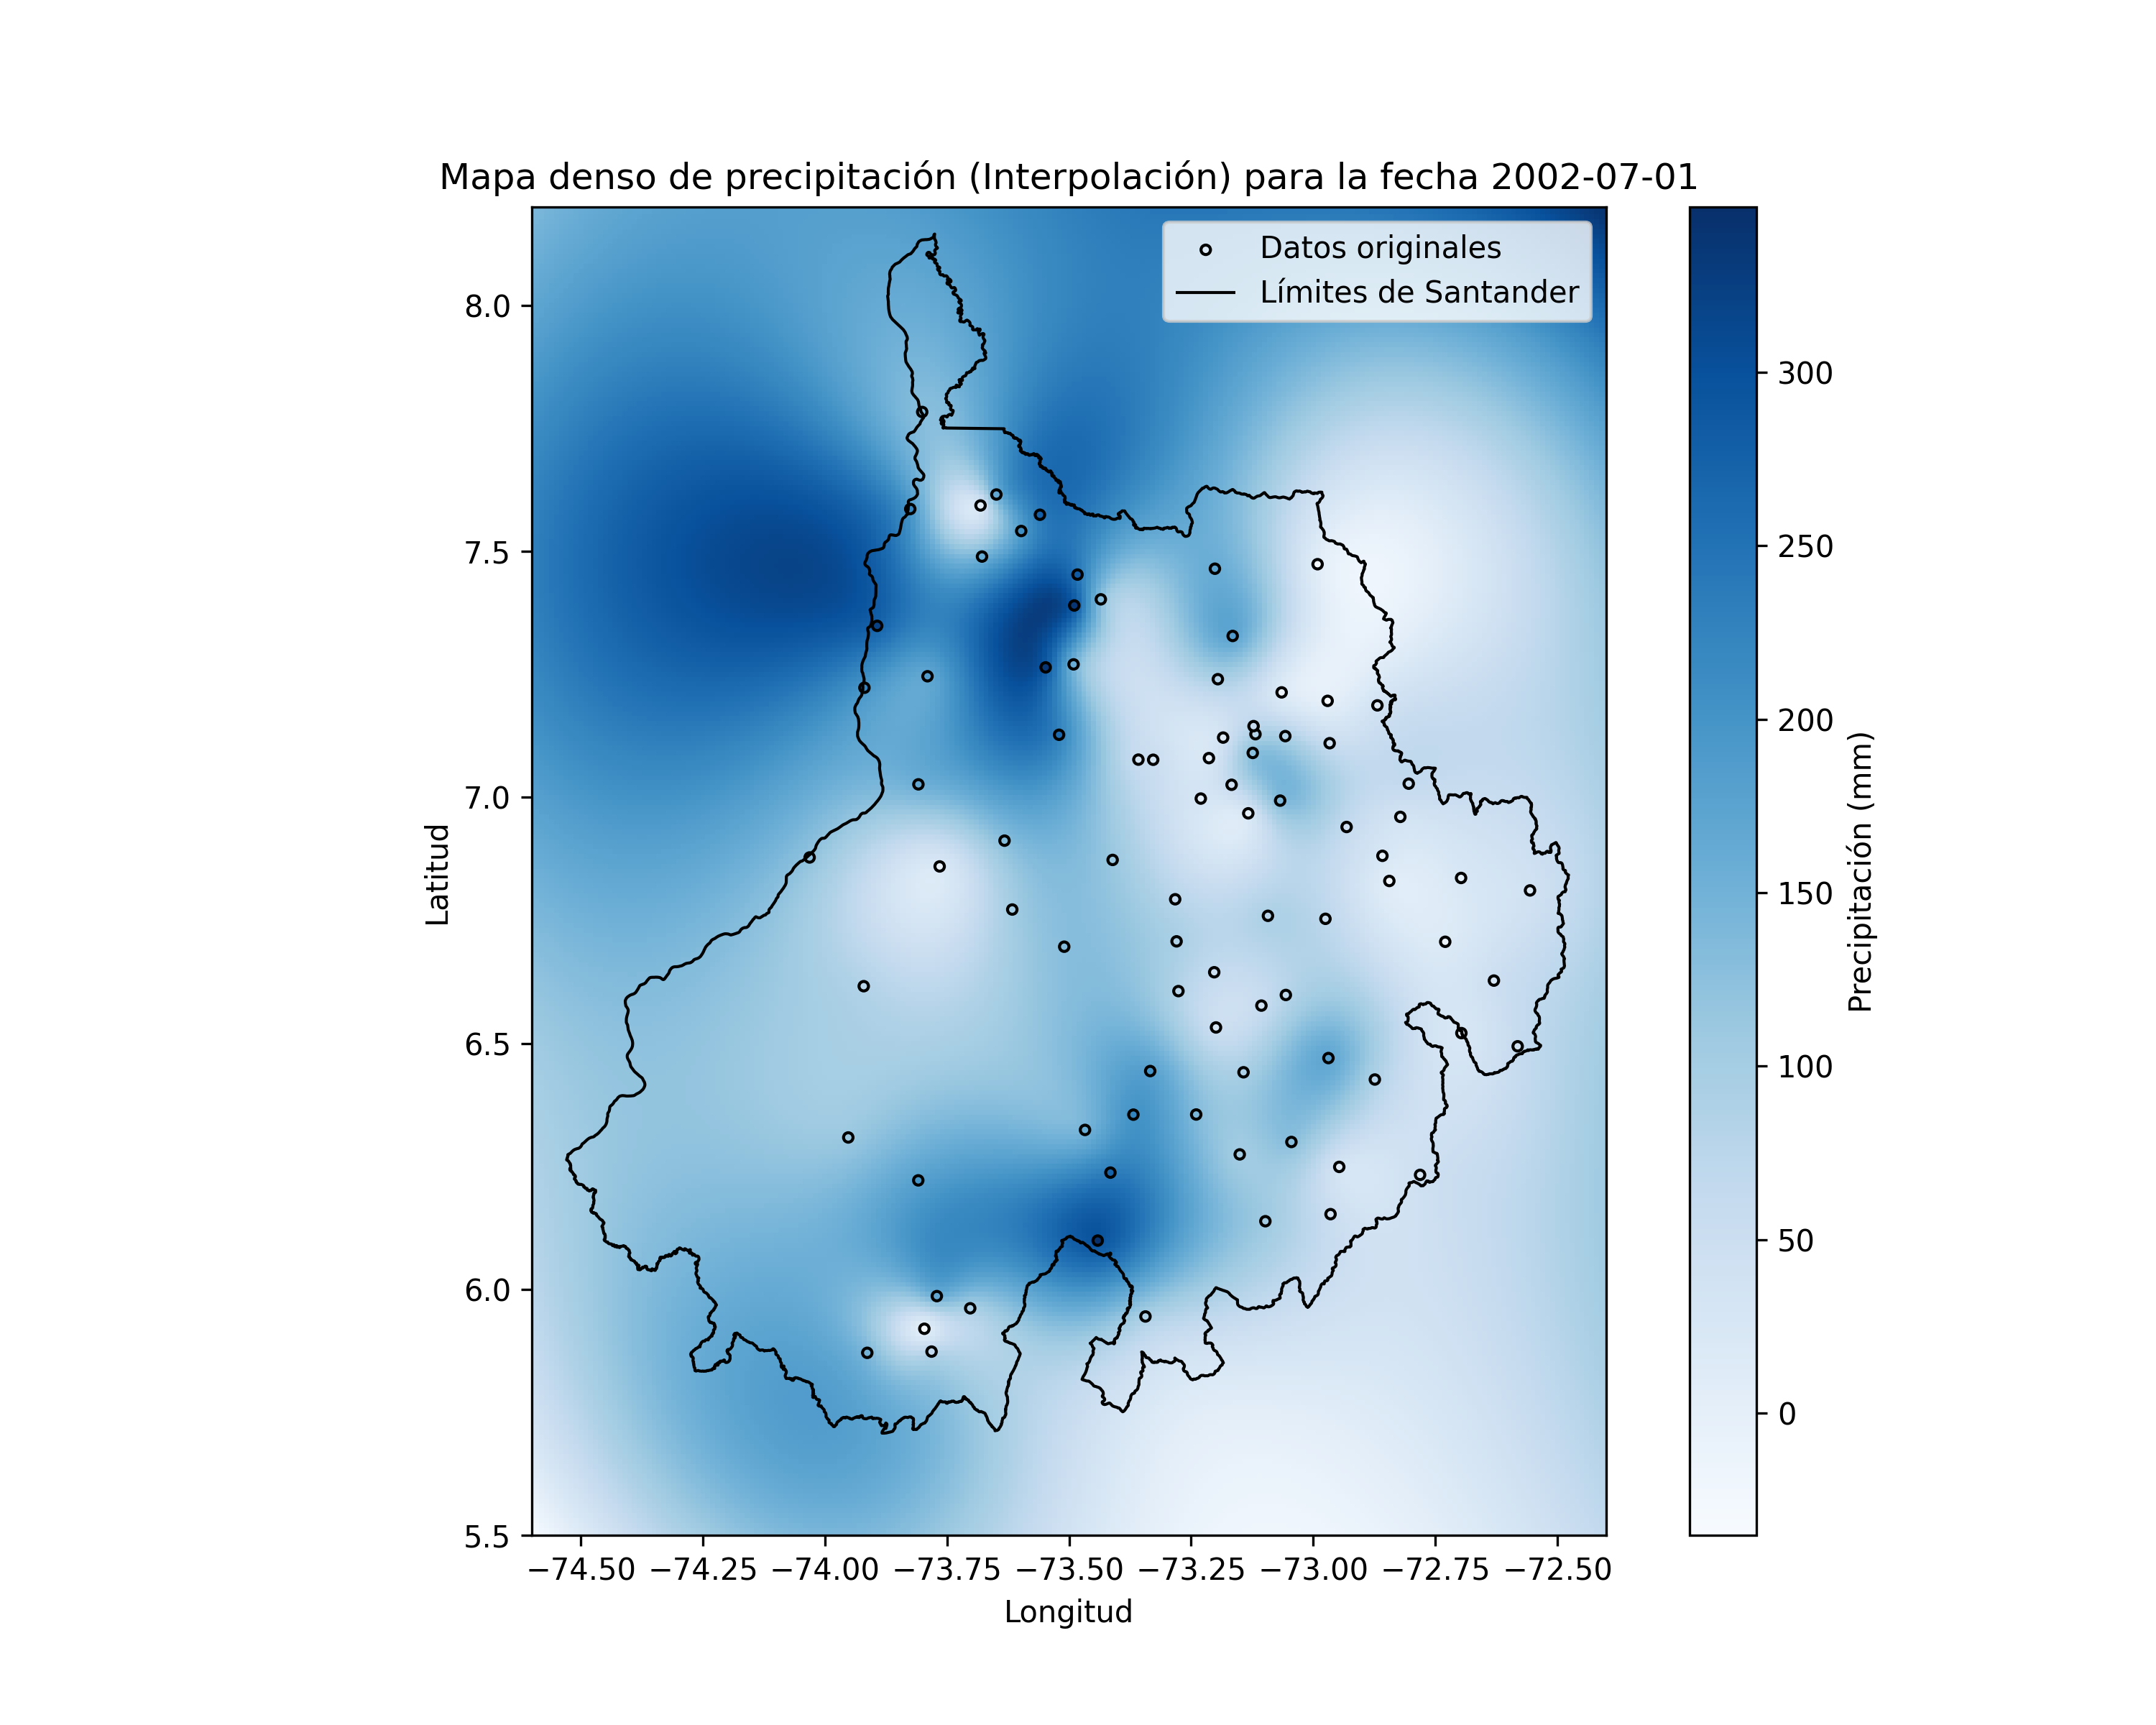 Mapa denso de precipitación (Interpolación) para la fecha 2002-07-01
Datos originales
Límites de Santander
8.0
7.5
7.0
6.5
6.0
5.5
Latitud
−74.50 −74.25 −74.00 −73.75 −73.50 −73.25 −73.00 −72.75 −72.50
Longitud
300
250
200
150
100
50
0
Precipitación (mm)